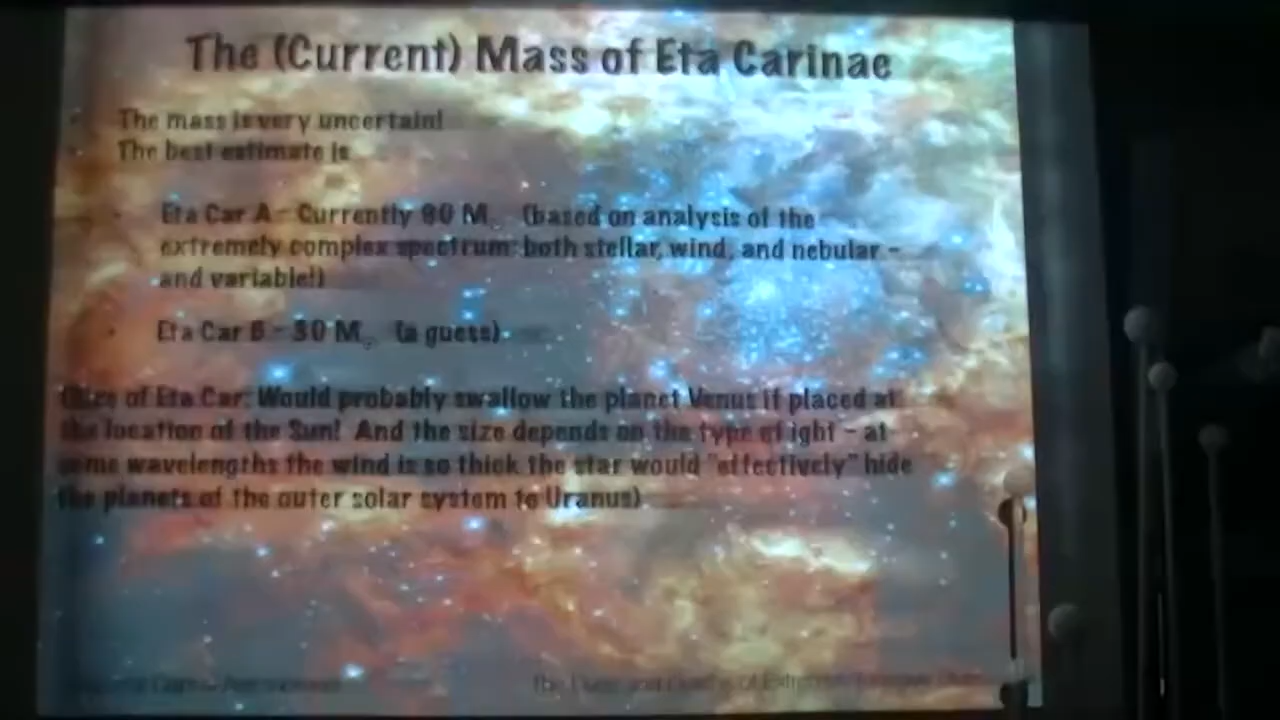 The (Current) Mass of Eta Carinae
The mass is very uncertain!
The best estimate is
Eta Car A - Currently 90 M☉ (based on analysis of the
extremely complex spectrum: both stellar, wind, and nebular -
and variable!)
Eta Car B - 30 M☉ (a guess)
(Size of Eta Car: Would probably swallow the planet Venus if placed at
the location of the Sun! And the size depends on the type of light - at
some wavelengths the wind is so thick the star would "effectively" hide
the planets of the outer solar system to Uranus)